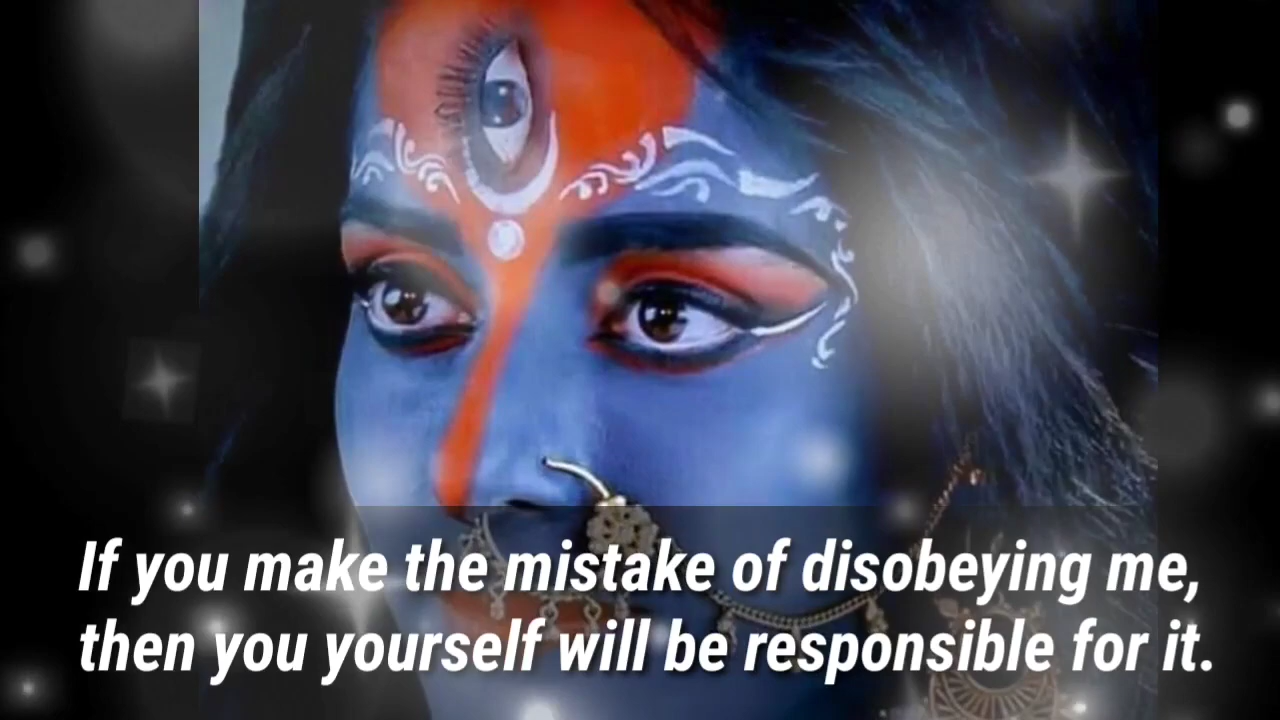 If you make the mistake of disobeying me,
then you yourself will be responsible for it.